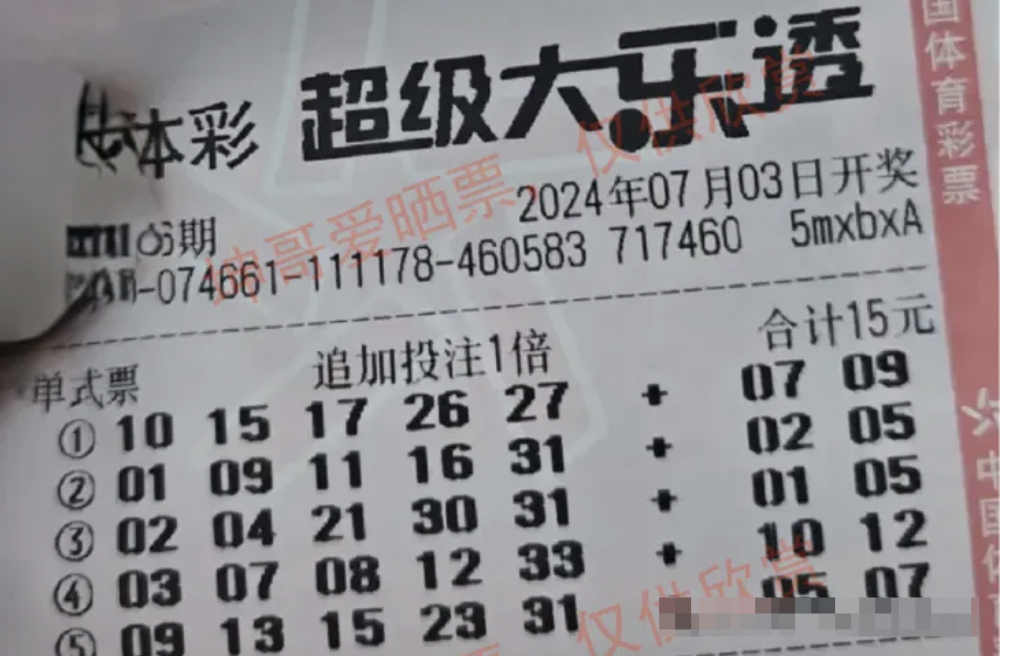 体彩 超级大乐透
2024年07月03日开奖
期
-074661-111178-460583 717460 5mxbxA
单式票 追加投注1倍 合计15元
① 10 15 17 26 27 + 07 09
② 01 09 11 16 31 + 02 05
③ 02 04 21 30 31 + 01 05
④ 03 07 08 12 33 + 10 12
⑤ 09 13 15 23 31 05 07
国体育彩票
中国体
坤哥爱晒票，仅供欣赏
仅供欣赏